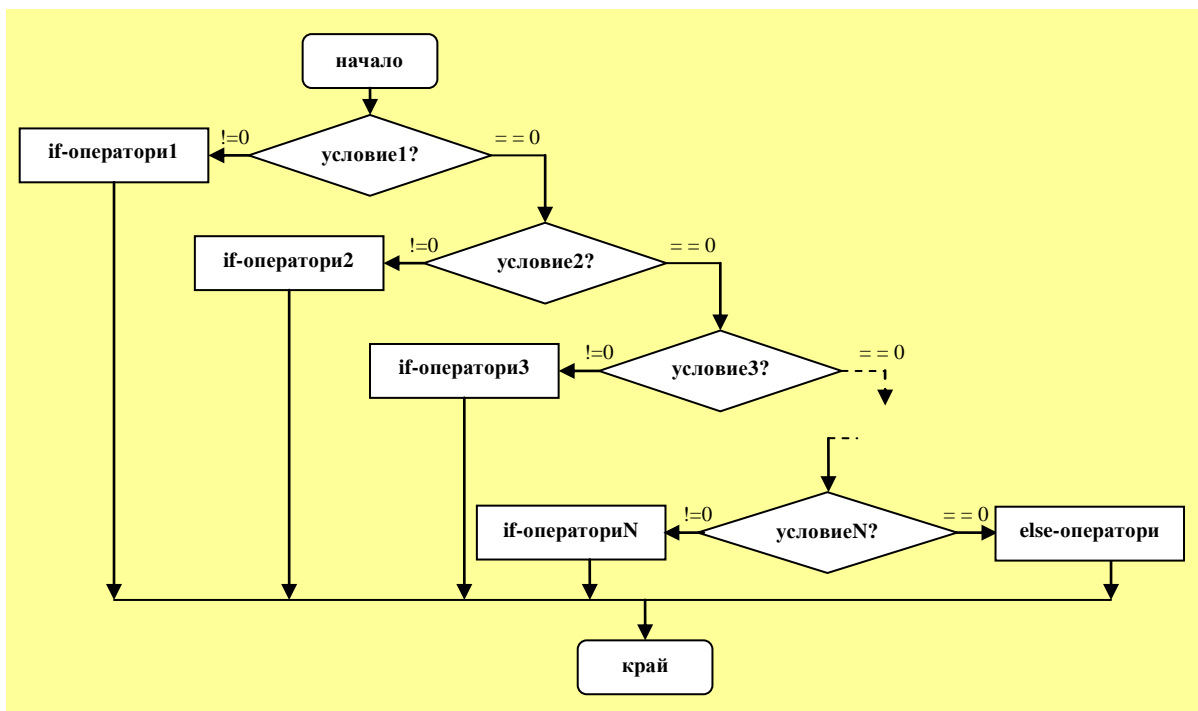 начало
!=0
= = 0
if-оператори1
условие1?
!=0
= = 0
if-оператори2
условие2?
!=0
= = 0
if-оператори3
условие3?
!=0
= = 0
if-операториN
условиеN?
else-оператори
край